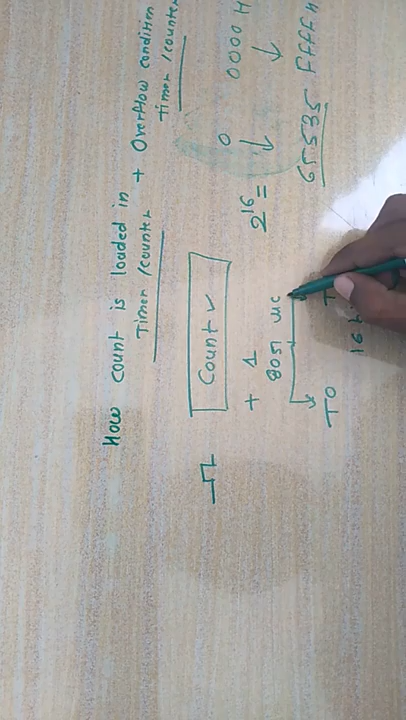 How count is loaded in + Overflow condition
Timer/counter Timer/counter
Count r
+ 1
8051 uc
T0 T
16
2^16 = 0 0000 H
↓ ↓
65535 FFFFH